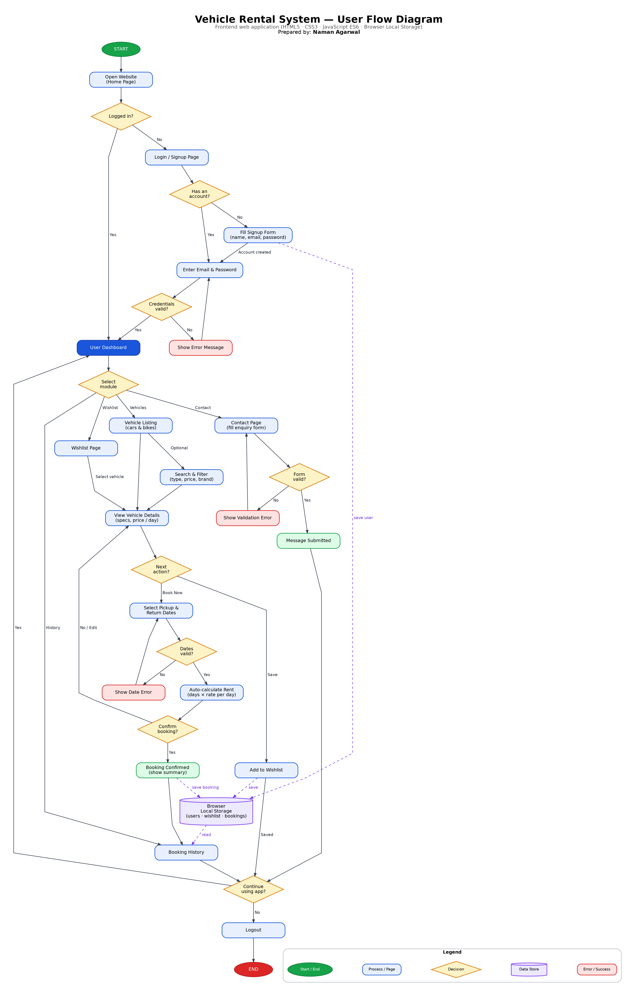 Vehicle Rental System — User Flow Diagram
Frontend web application (HTML5 · CSS3 · JavaScript ES6 · Browser Local Storage)
Prepared by: Naman Agarwal
START
Open Website
(Home Page)
Logged in?
No
Login / Signup Page
Has an
account?
No
Yes
Yes
Fill Signup Form
(name, email, password)
Account created
Enter Email & Password
Credentials
valid?
Yes
No
User Dashboard
Show Error Message
Select
module
Wishlist
Vehicles
Contact
Vehicle Listing
(cars & bikes)
Contact Page
(fill enquiry form)
Wishlist Page
Optional
Select vehicle
Search & Filter
(type, price, brand)
Form
valid?
No
Yes
View Vehicle Details
(specs, price / day)
Show Validation Error
save user
Message Submitted
Next
action?
Book Now
Select Pickup &
Return Dates
Yes
History
No / Edit
Dates
valid?
No
Yes
Save
Show Date Error
Auto-calculate Rent
(days × rate per day)
Confirm
booking?
Yes
Booking Confirmed
(show summary)
Add to Wishlist
save booking
save
Browser
Local Storage
(users · wishlist · bookings)
read
Saved
Booking History
Continue
using app?
No
Logout
END
Legend
Start / End
Process / Page
Decision
Data Store
Error / Success